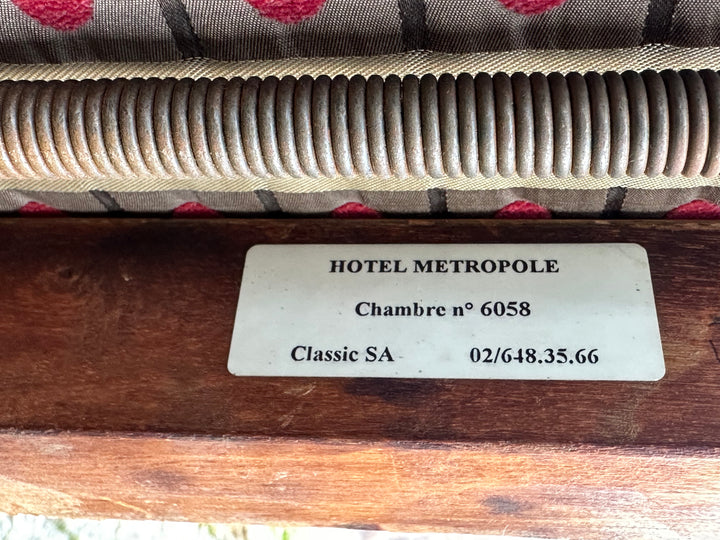 HOTEL METROPOLE
Chambre n° 6058
Classic SA 02/648.35.66